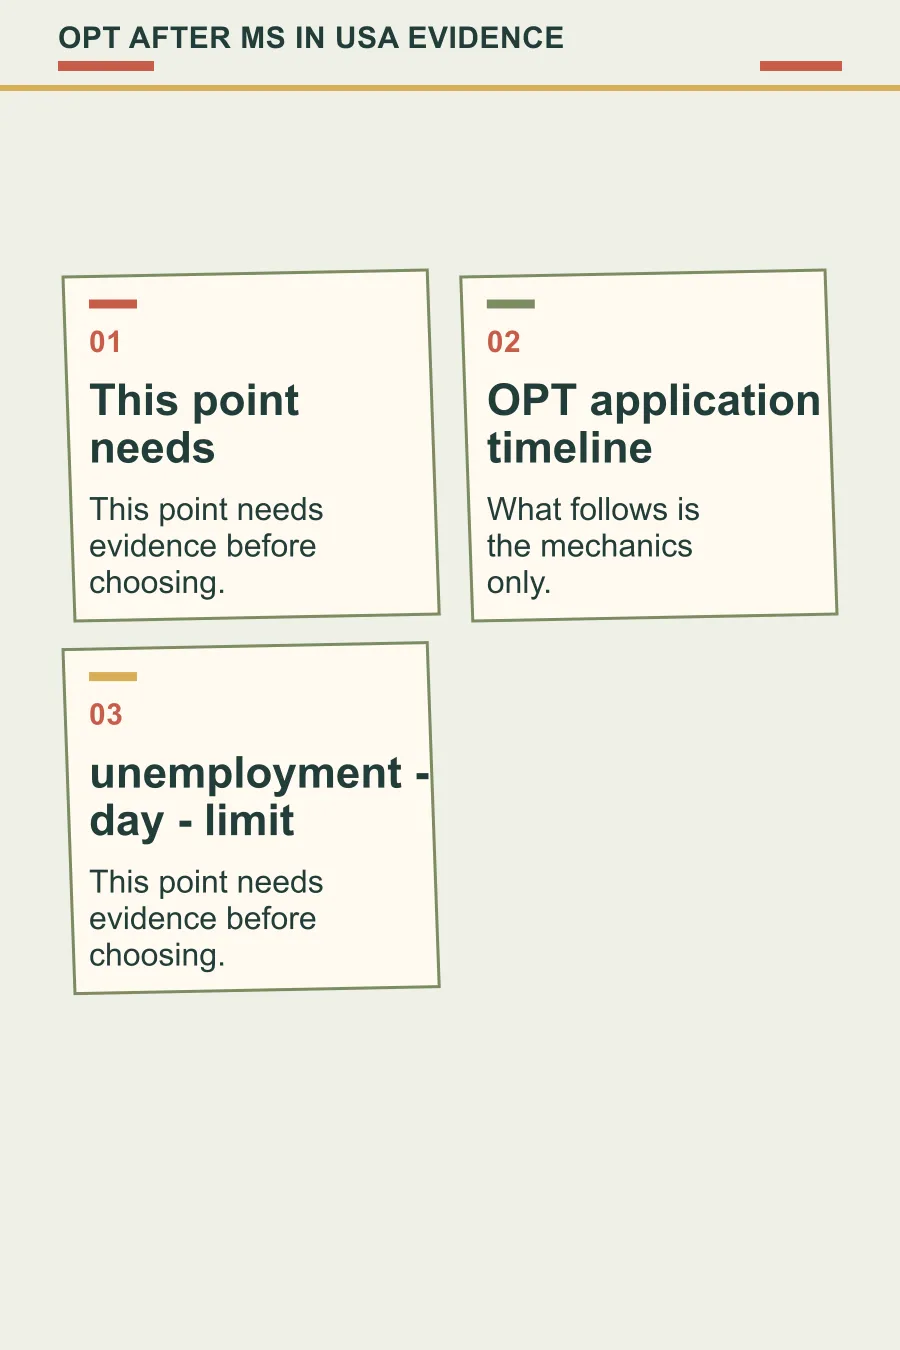 OPT AFTER MS IN USA EVIDENCE
01
This point
needs
This point needs
evidence before
choosing.
02
OPT application
timeline
What follows is
the mechanics
only.
03
unemployment -
day - limit
This point needs
evidence before
choosing.